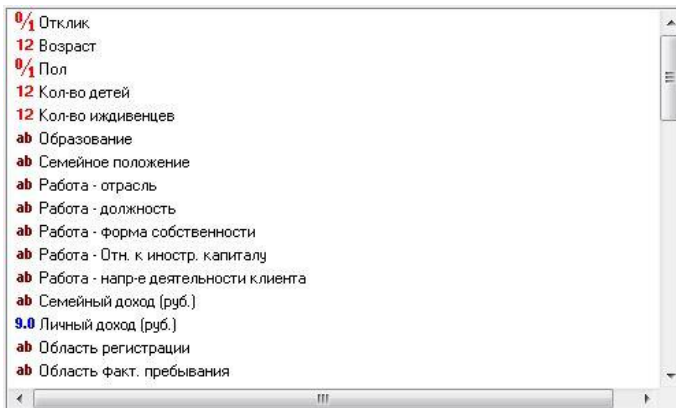 0/1 Отклик
12 Возраст
0/1 Пол
12 Кол-во детей
12 Кол-во иждивенцев
ab Образование
ab Семейное положение
ab Работа - отрасль
ab Работа - должность
ab Работа - форма собственности
ab Работа - Отн. к иностр. капиталу
ab Работа - напр-е деятельности клиента
ab Семейный доход (руб.)
9.0 Личный доход (руб.)
ab Область регистрации
ab Область факт. пребывания